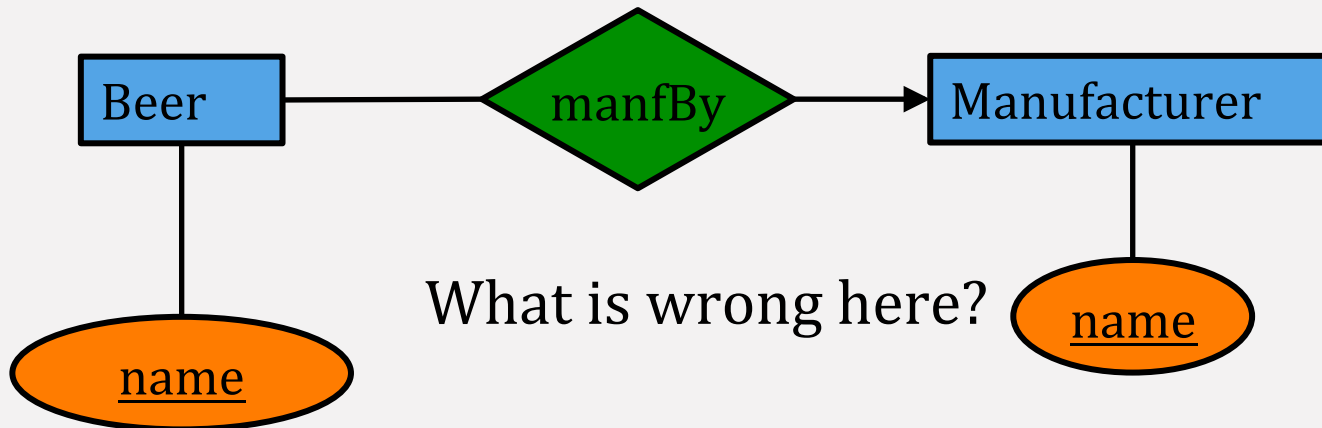 Beer
manfBy
Manufacturer
What is wrong here?
name
name